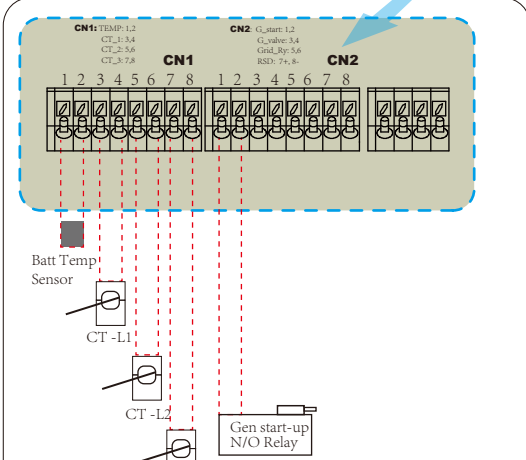 CN1: TEMP: 1,2
CT_1: 3,4
CT_2: 5,6
CT_3: 7,8
CN1
CN2: G_start: 1,2
G_valve: 3,4
Grid_Ry: 5,6
RSD: 7+, 8-
CN2
1 2 3 4 5 6 7 8
1 2 3 4 5 6 7 8
Batt Temp
Sensor
CT -L1
CT -L2
Gen start-up
N/O Relay